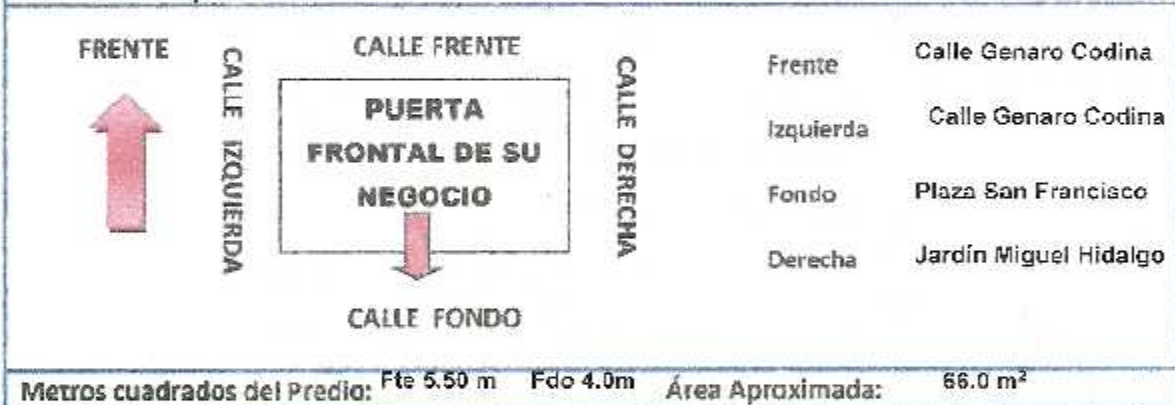 FRENTE
CALLE IZQUIERDA
CALLE FRENTE
PUERTA
FRONTAL DE SU
NEGOCIO
CALLE DERECHA
CALLE FONDO
Frente Calle Genaro Codina
Izquierda Calle Genaro Codina
Fondo Plaza San Francisco
Derecha Jardín Miguel Hidalgo
Metros cuadrados del Predio: Fte 5.50 m Fdo 4.0m Área Aproximada: 66.0 m²